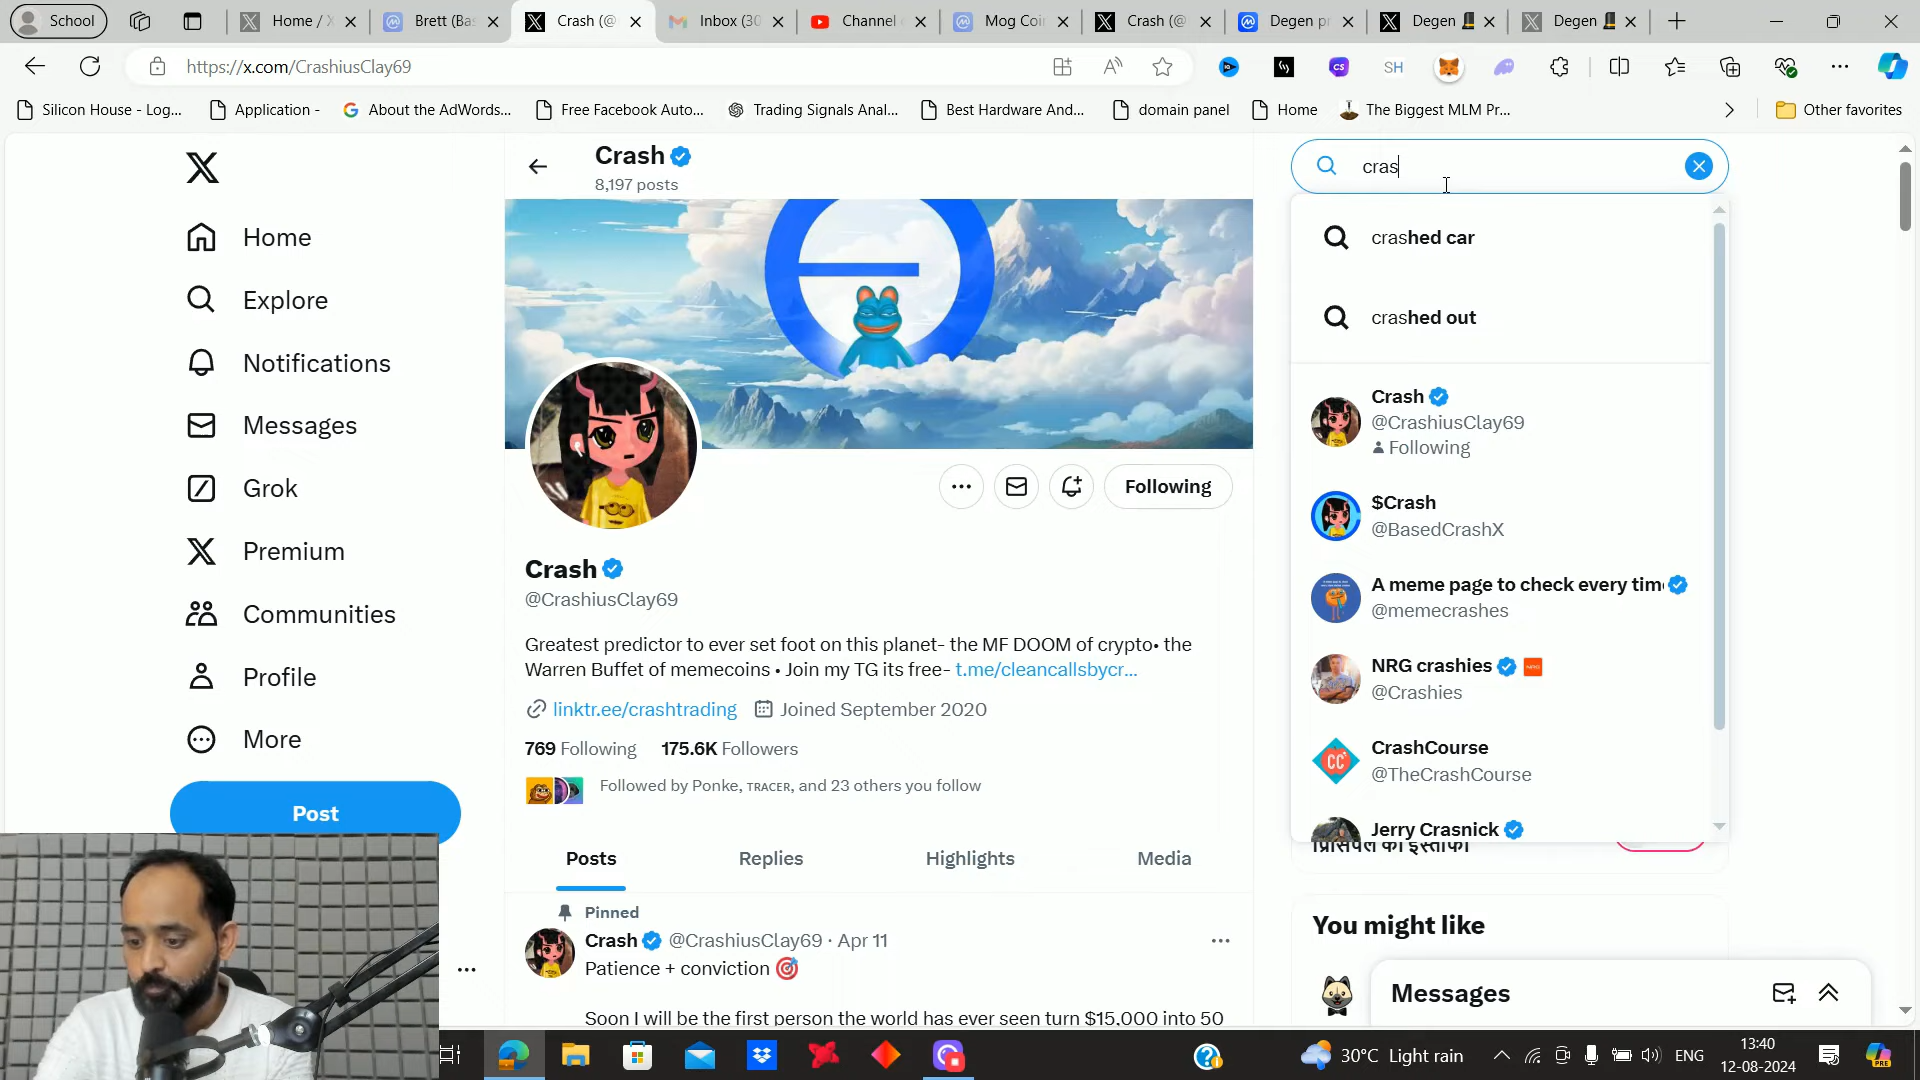 School
Home / X
Brett (Bas
Crash (@
Inbox (30
Channel
Mog Coi
Crash (@
Degen pr
Degen
Degen
https://x.com/CrashiusClay69
SH
Silicon House - Log...
Application -
About the AdWords...
Free Facebook Auto...
Trading Signals Anal...
Best Hardware And...
domain panel
Home
The Biggest MLM Pr...
Other favorites
Home
Explore
Notifications
Messages
Grok
Premium
Communities
Profile
More
Post
Crash
8,197 posts
Following
Crash
@CrashiusClay69
Greatest predictor to ever set foot on this planet- the MF DOOM of crypto• the
Warren Buffet of memecoins • Join my TG its free- t.me/cleancallsbycr...
linktr.ee/crashtrading Joined September 2020
769 Following 175.6K Followers
Followed by Ponke, TRACER, and 23 others you follow
Posts Replies Highlights Media
Pinned
Crash @CrashiusClay69 · Apr 11
Patience + conviction 🎯
Soon I will be the first person the world has ever seen turn $15,000 into 50
cras
crashed car
crashed out
Crash
@CrashiusClay69
Following
$Crash
@BasedCrashX
A meme page to check every tim
@memecrashes
NRG crashies
@Crashies
CC
CrashCourse
@TheCrashCourse
Jerry Crasnick
प्रिंसिपल का इस्तीफा
You might like
Messages
30°C Light rain
ENG
13:40
12-08-2024